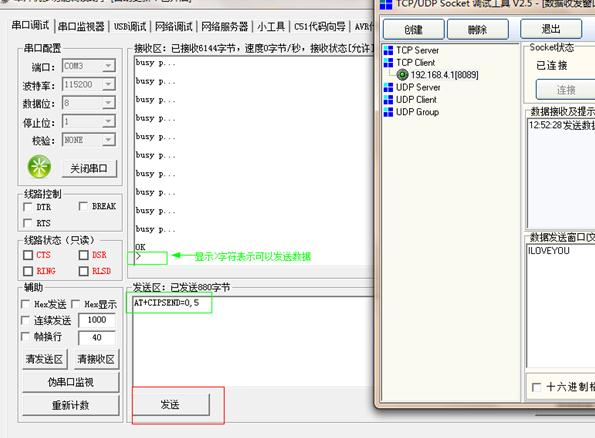 串口调试 串口监视器 USB调试 网络调试 网络服务器 小工具 C51代码向导
串口配置
端口: COM3
波特率: 115200
数据位: 8
停止位: 1
校验: NONE
关闭串口
线路控制
DTR BREAK
RTS
线路状态(只读)
CTS DSR
RING RLSD
辅助
Hex发送 Hex显示
连续发送 1000
帧换行 40
清发送区 清接收区
伪串口监视
重新计数
接收区: 已接收6144字节, 速度0字节/秒, 接收状态[允许]
busy p...
busy p...
busy p...
busy p...
busy p...
busy p...
busy p...
busy p...
busy p...
busy p...
OK
>
显示>字符表示可以发送数据
发送区: 已发送880字节
AT+CIPSEND=0,5
发送
TCP/UDP Socket 调试工具 V2.5 - [数据收发窗口
创建 删除 退出
TCP Server
TCP Client
192.168.4.1[8089]
UDP Server
UDP Client
UDP Group
Socket状态
已连接
连接
数据接收及提示
12:52:28 发送数据
数据发送窗口(文
ILOVEYOU
十六进制格